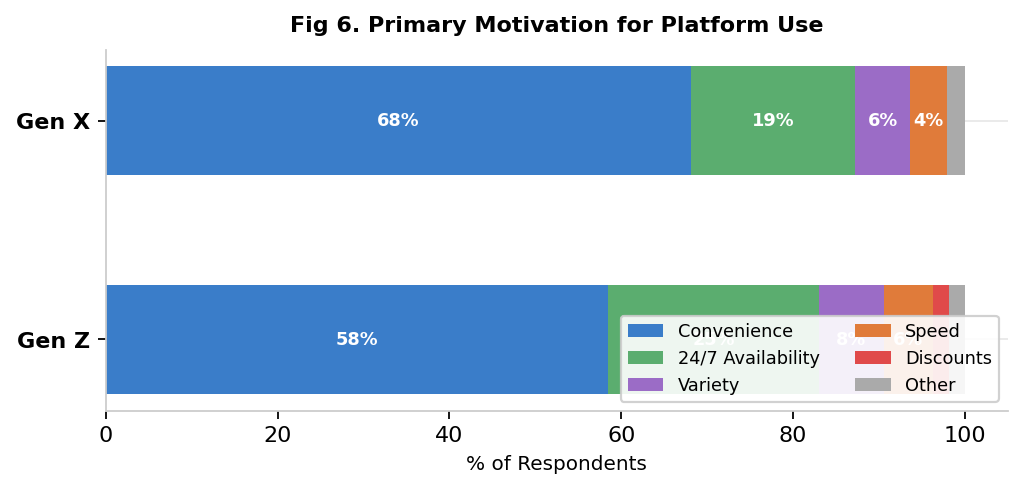 Fig 6. Primary Motivation for Platform Use
Gen X
68%
19%
6%
4%
Gen Z
58%
8%
Convenience
24/7 Availability
Variety
Speed
Discounts
Other
0
20
40
60
80
100
% of Respondents